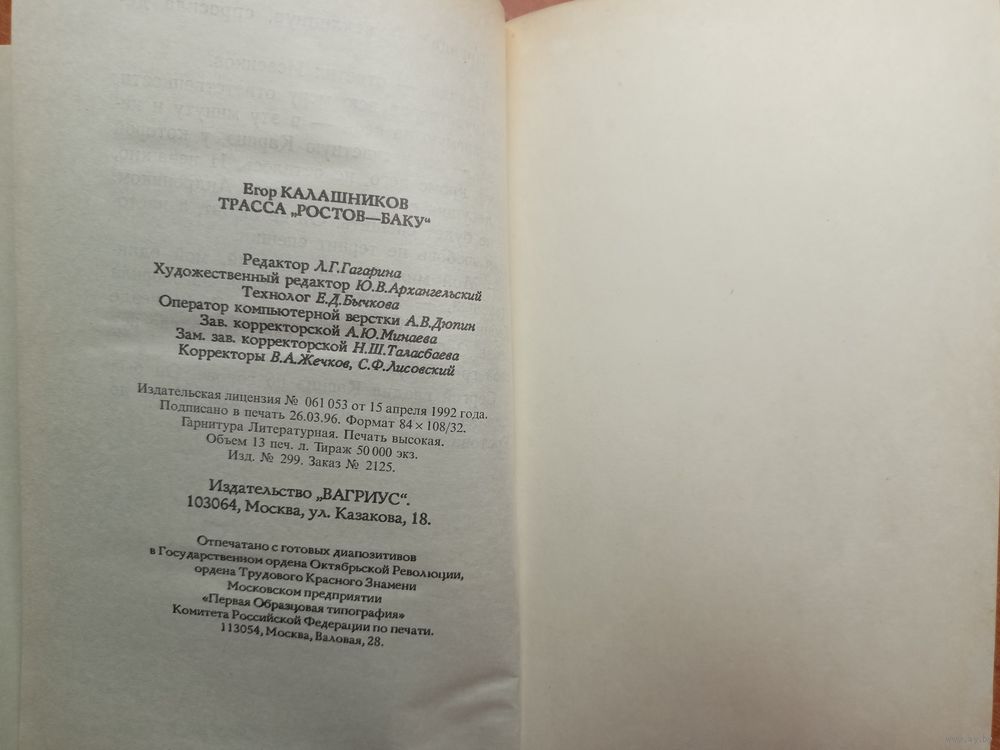 Егор КАЛАШНИКОВ
ТРАССА „РОСТОВ—БАКУ“
Редактор Л.Г.Гагарина
Художественный редактор Ю.В.Архангельский
Технолог Е.Д.Бычкова
Оператор компьютерной верстки А.В.Дюпин
Зав. корректорской А.Ю.Минаева
Зам. зав. корректорской Н.Ш.Таласбаева
Корректоры В.А.Жечков, С.Ф.Лисовский
Издательская лицензия № 061 053 от 15 апреля 1992 года.
Подписано в печать 26.03.96. Формат 84 × 108/32.
Гарнитура Литературная. Печать высокая.
Объем 13 печ. л. Тираж 50 000 экз.
Изд. № 299. Заказ № 2125.
Издательство „ВАГРИУС“.
103064, Москва, ул. Казакова, 18.
Отпечатано с готовых диапозитивов
в Государственном ордена Октябрьской Революции,
ордена Трудового Красного Знамени
Московском предприятии
«Первая Образцовая типография»
Комитета Российской Федерации по печати.
113054, Москва, Валовая, 28.